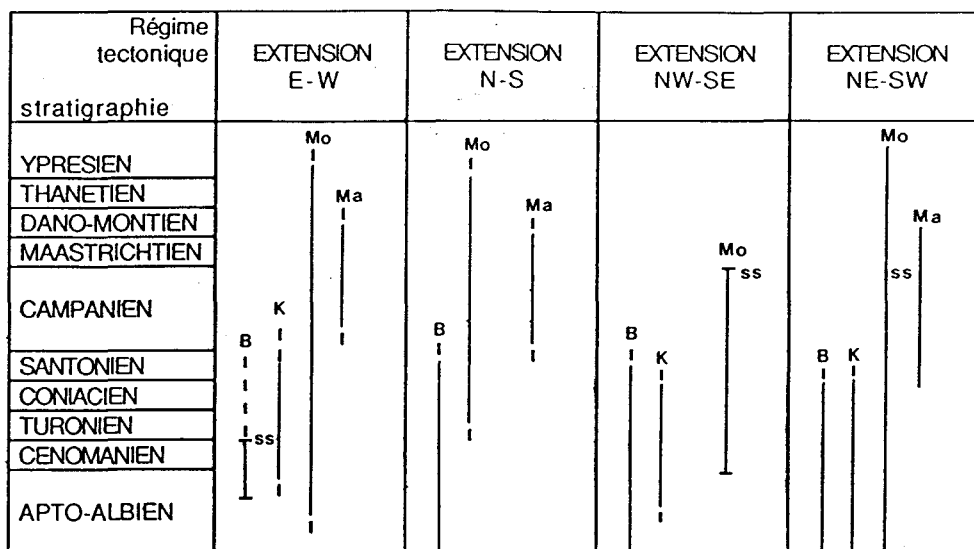 Régime
tectonique
stratigraphie
EXTENSION
E-W
EXTENSION
N-S
EXTENSION
NW-SE
EXTENSION
NE-SW
YPRESIEN
THANETIEN
DANO-MONTIEN
MAASTRICHTIEN
CAMPANIEN
SANTONIEN
CONIACIEN
TURONIEN
CENOMANIEN
APTO-ALBIEN
B
ss
K
Mo
Ma
B
Mo
Ma
B
K
Mo
ss
B
K
Mo
ss
Ma